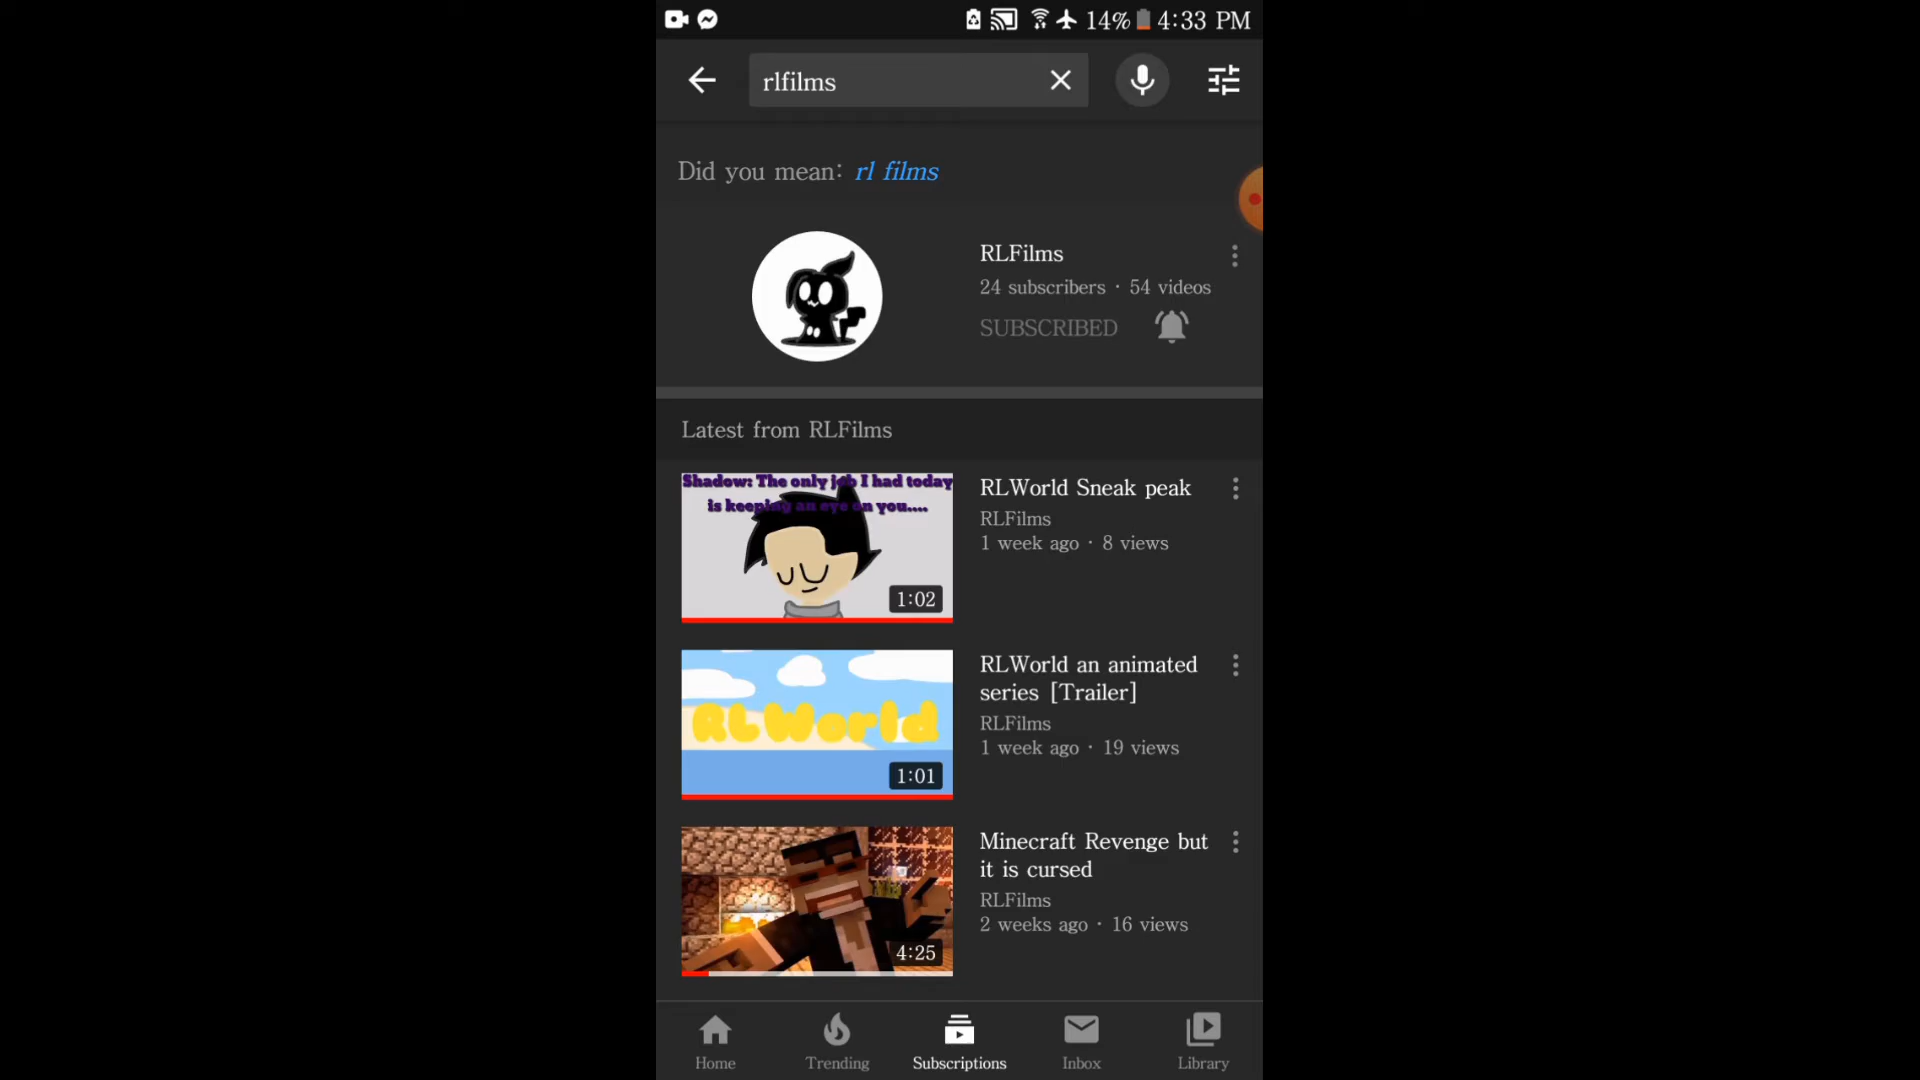 14% 4:33 PM
rlfilms
Did you mean: rl films
RLFilms
24 subscribers · 54 videos
SUBSCRIBED
Latest from RLFilms
Shadow: The only job I had today
is keeping an eye on you....
1:02
RLWorld Sneak peak
RLFilms
1 week ago · 8 views
RLWorld
1:01
RLWorld an animated
series [Trailer]
RLFilms
1 week ago · 19 views
4:25
Minecraft Revenge but
it is cursed
RLFilms
2 weeks ago · 16 views
Home
Trending
Subscriptions
Inbox
Library